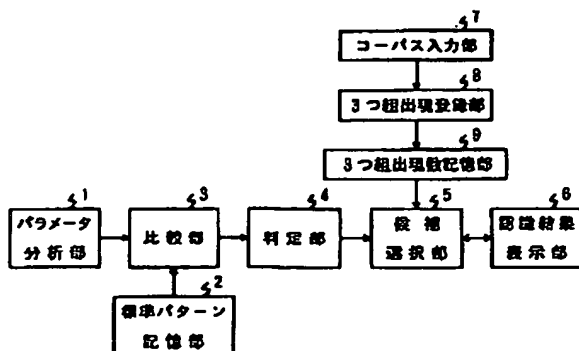 7
コーパス入力部
8
3つ組出現登録部
9
3つ組出現数記憶部
1
パラメータ
分析部
3
比較部
4
判定部
5
候補
選択部
6
認識結果
表示部
2
標準パターン
記憶部